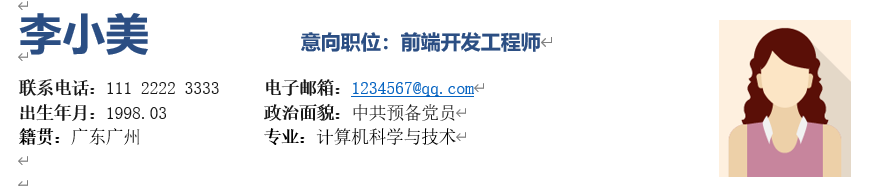 李小美 意向职位：前端开发工程师
联系电话：111 2222 3333 电子邮箱：1234567@qq.com
出生年月：1998.03 政治面貌：中共预备党员
籍贯：广东广州 专业：计算机科学与技术